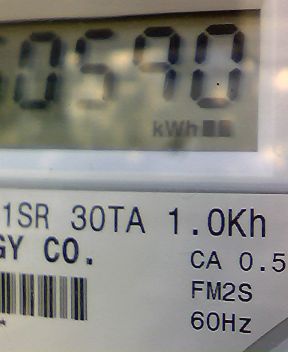 0590
kWh
1SR 30TA 1.0Kh
GY CO.
CA 0.5
FM2S
60Hz